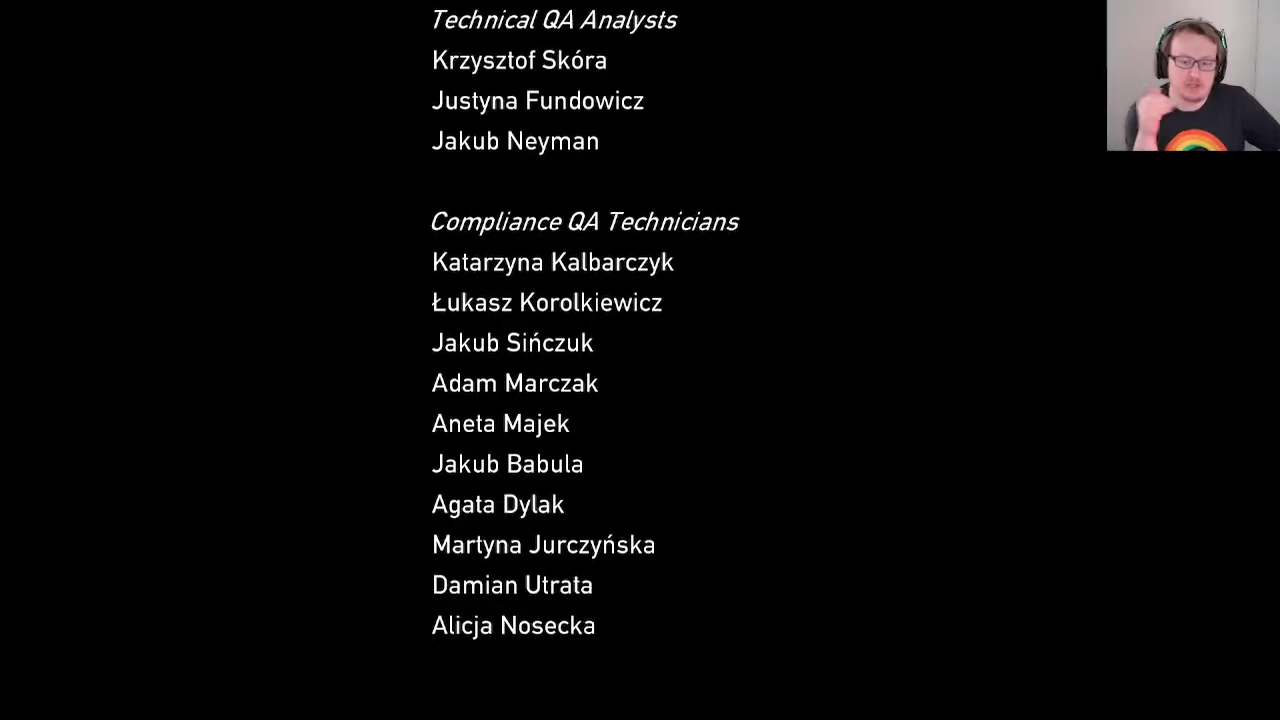 Technical QA Analysts
Krzysztof Skóra
Justyna Fundowicz
Jakub Neyman
Compliance QA Technicians
Katarzyna Kalbarczyk
Łukasz Korolkiewicz
Jakub Sińczuk
Adam Marczak
Aneta Majek
Jakub Babula
Agata Dylak
Martyna Jurczyńska
Damian Utrata
Alicja Nosecka